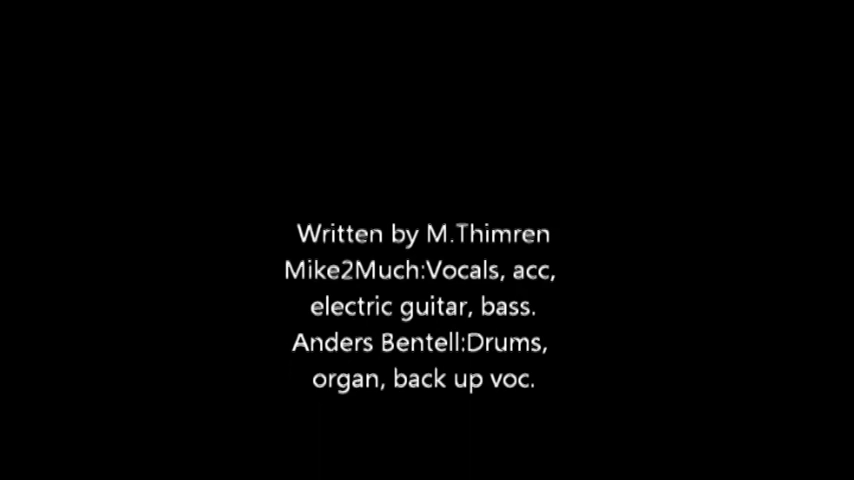 Written by M.Thimren
Mike2Much:Vocals, acc,
electric guitar, bass.
Anders Bentell:Drums,
organ, back up voc.